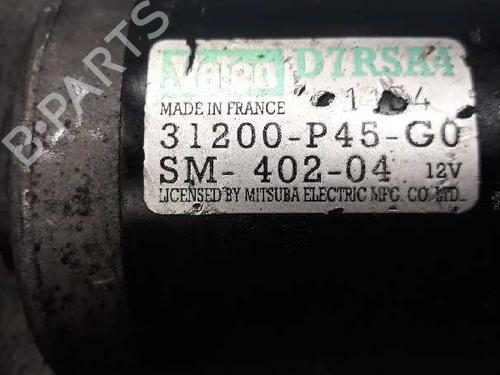 Valeo D7RSA4
MADE IN FRANCE
31200-P45-G0
SM- 402-04 12V
LICENSED BY MITSUBA ELECTRIC MFG. CO. LTD.
B-PARTS